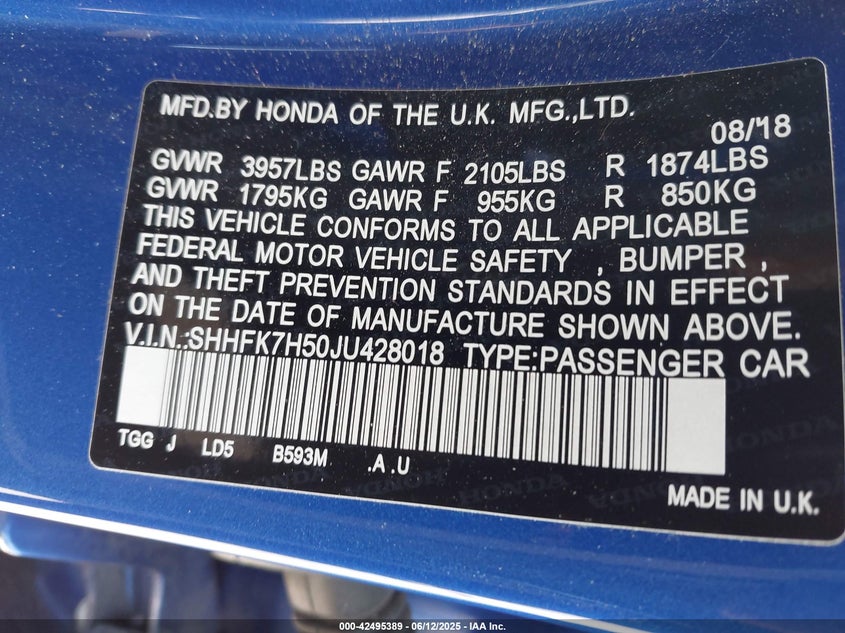 MFD.BY HONDA OF THE U.K. MFG.,LTD.
08/18
GVWR 3957LBS GAWR F 2105LBS R 1874LBS
GVWR 1795KG GAWR F 955KG R 850KG
THIS VEHICLE CONFORMS TO ALL APPLICABLE
FEDERAL MOTOR VEHICLE SAFETY , BUMPER ,
AND THEFT PREVENTION STANDARDS IN EFFECT
ON THE DATE OF MANUFACTURE SHOWN ABOVE.
V.I.N.:SHHFK7H50JU428018 TYPE:PASSENGER CAR
TGG J LD5 B593M .A .U
MADE IN U.K.
000-42495389 - 06/12/2025 - IAA Inc.